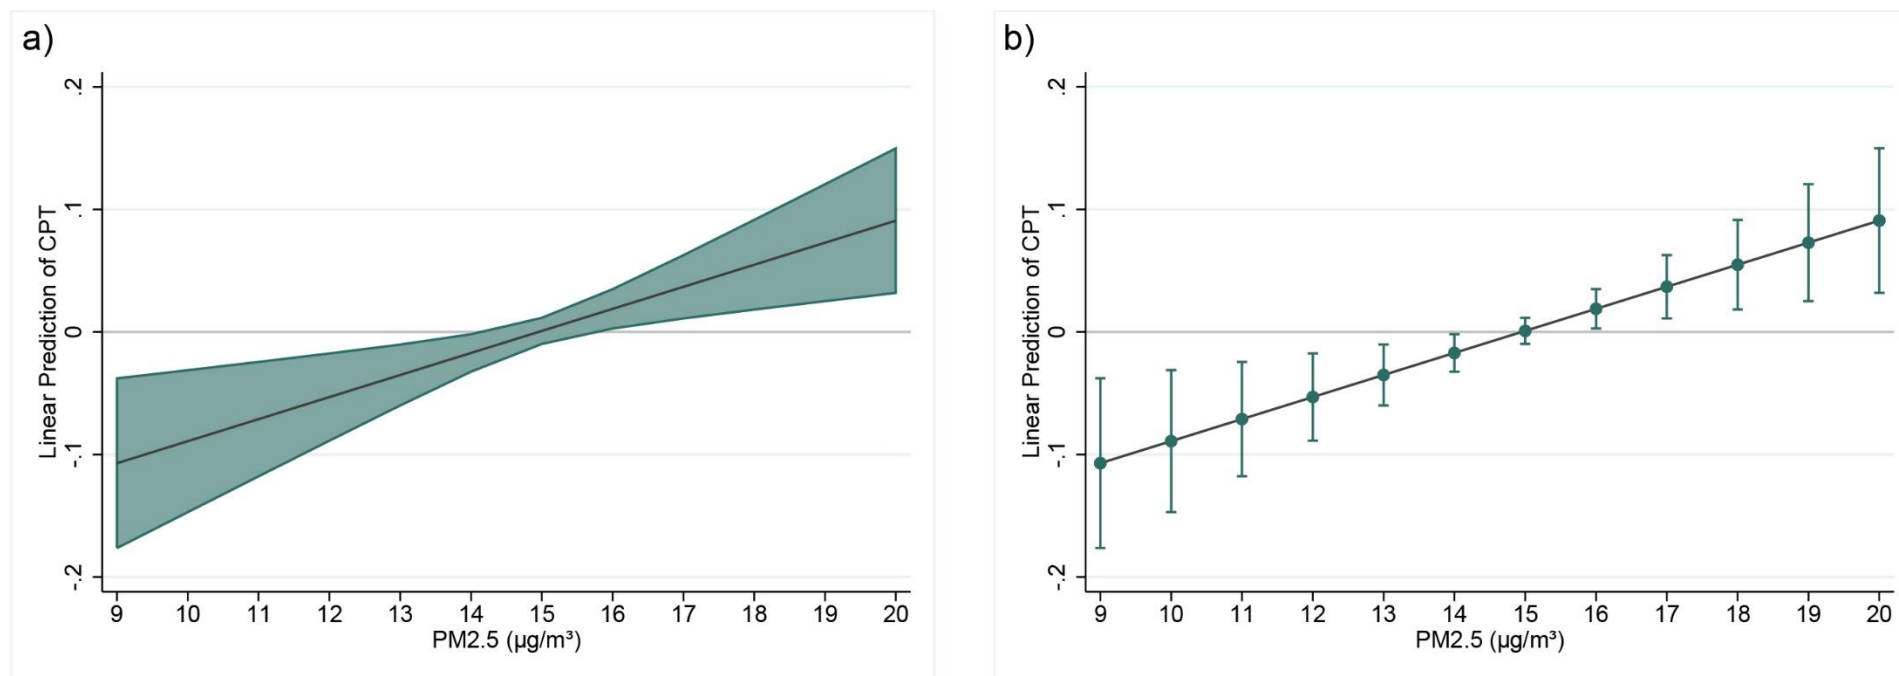 a)
Linear Prediction of CPT
.2
.1
0
-.1
-.2
9 10 11 12 13 14 15 16 17 18 19 20
PM2.5 (µg/m³)
b)
Linear Prediction of CPT
.2
.1
0
-.1
-.2
9 10 11 12 13 14 15 16 17 18 19 20
PM2.5 (µg/m³)